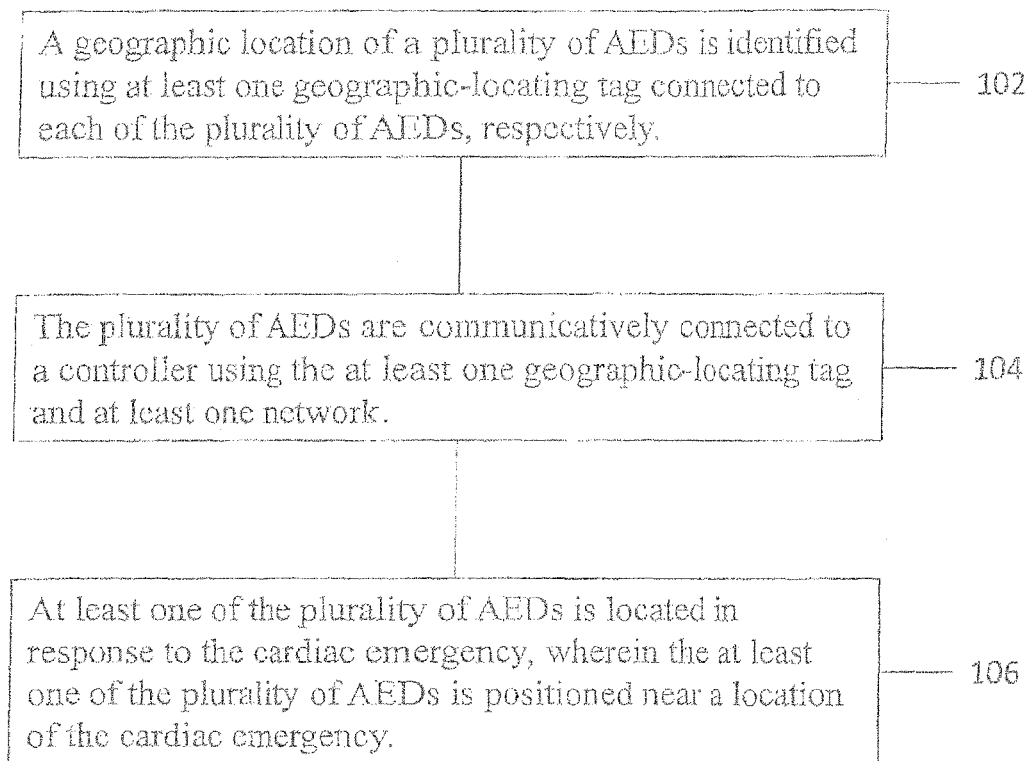 A geographic location of a plurality of AEDs is identified
using at least one geographic-locating tag connected to
each of the plurality of AEDs, respectively.
102
The plurality of AEDs are communicatively connected to
a controller using the at least one geographic-locating tag
and at least one network.
104
At least one of the plurality of AEDs is located in
response to the cardiac emergency, wherein the at least
one of the plurality of AEDs is positioned near a location
of the cardiac emergency.
106